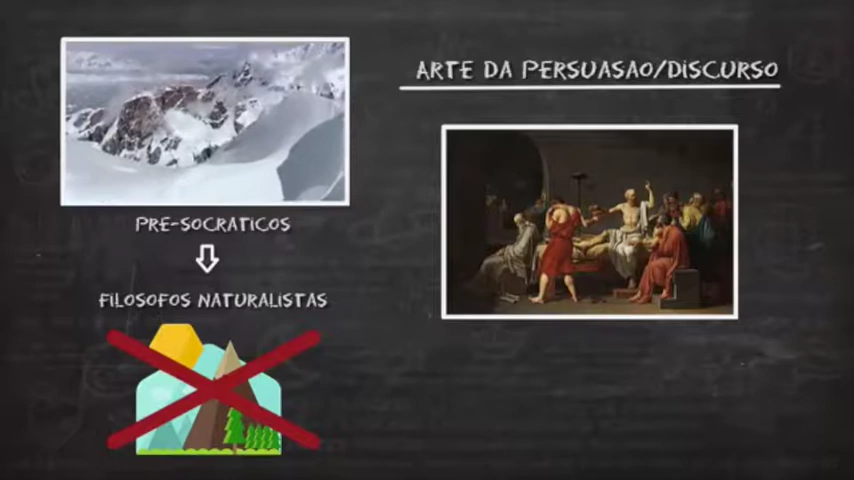 ARTE DA PERSUASAO/DISCURSO
PRE-SOCRATICOS
FILOSOFOS NATURALISTAS